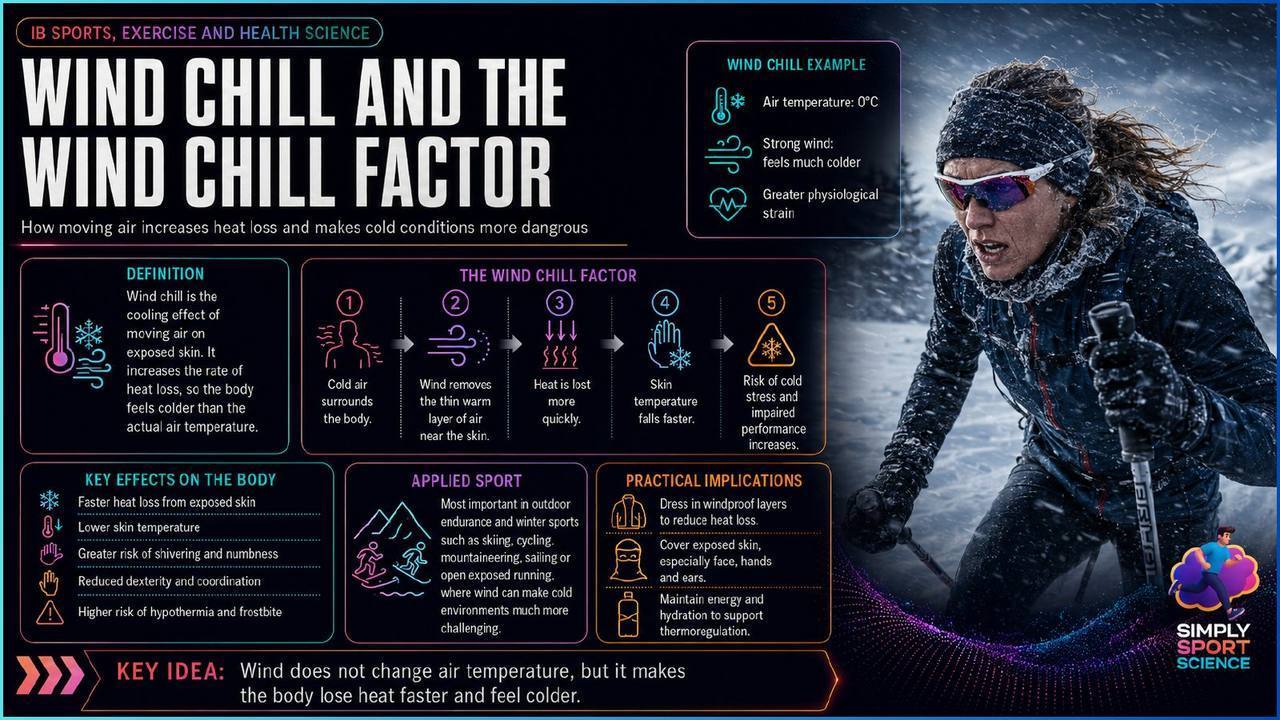 IB SPORTS, EXERCISE AND HEALTH SCIENCE
WIND CHILL AND THE
WIND CHILL FACTOR
How moving air increases heat loss and makes cold conditions more dangrous
WIND CHILL EXAMPLE
Air temperature: 0°C
Strong wind:
feels much colder
Greater physiological
strain
DEFINITION
Wind chill is the
cooling effect of
moving air on
exposed skin. It
increases the rate of
heat loss, so the body
feels colder than the
actual air temperature.
THE WIND CHILL FACTOR
1
Cold air
surrounds
the body.
2
Wind removes
the thin warm
layer of air
near the skin.
3
Heat is lost
more
quickly.
4
Skin
temperature
falls faster.
5
Risk of cold
stress and
impaired
performance
increases.
KEY EFFECTS ON THE BODY
Faster heat loss from exposed skin
Lower skin temperature
Greater risk of shivering and numbness
Reduced dexterity and coordination
Higher risk of hypothermia and frostbite
APPLIED SPORT
Most important in outdoor
endurance and winter sports
such as skiing, cycling.
mountaineering, sailing or
open exposed running.
where wind can make cold
environments much more
challenging.
PRACTICAL IMPLICATIONS
Dress in windproof layers
to reduce heat loss.
Cover exposed skin,
especially face, hands
and ears.
Maintain energy and
hydration to support
thermoregulation.
KEY IDEA: Wind does not change air temperature, but it makes
the body lose heat faster and feel colder.
SIMPLY
SPORT
SCIENCE